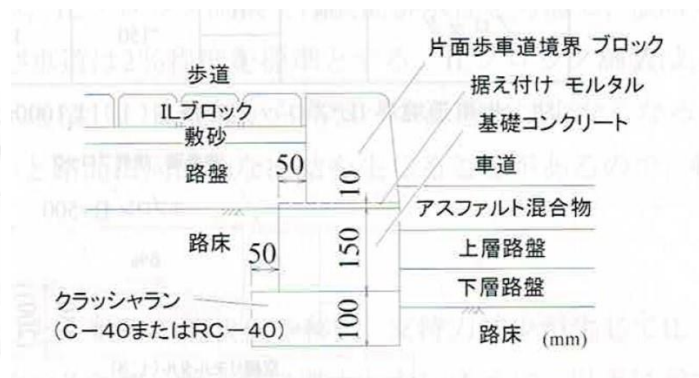 片面歩車道境界 ブロック
歩道
据え付け モルタル
ILブロック
基礎コンクリート
敷砂
50
車道
路盤
10
アスファルト混合物
路床
150
上層路盤
50
下層路盤
クラッシャラン
(C-40またはRC-40)
100
路床 (mm)